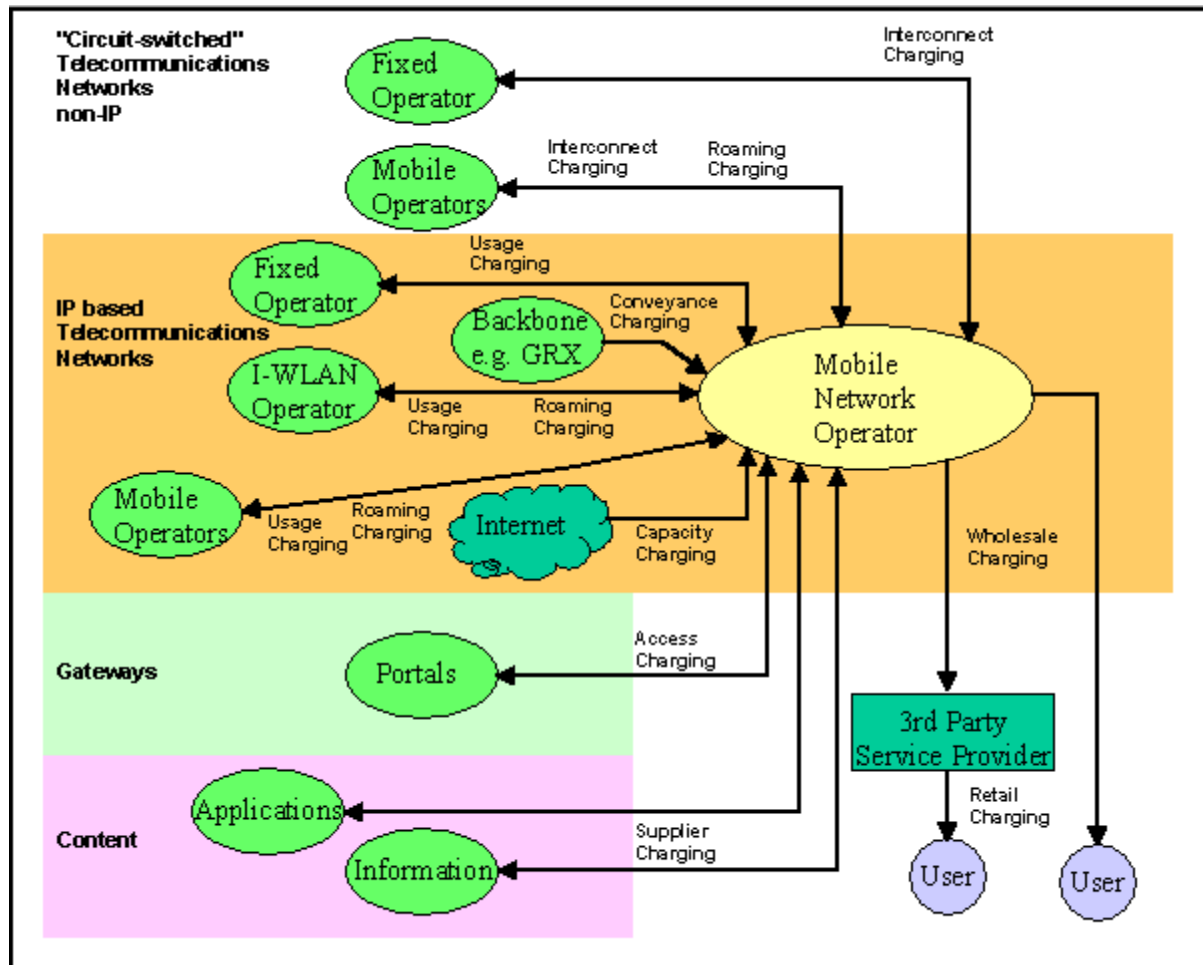 "Circuit-switched"
Telecommunications
Networks
non-IP
Fixed
Operator
Interconnect
Charging
Mobile
Operators
Interconnect
Charging
Roaming
Charging
IP based
Telecommunications
Networks
Fixed
Operator
Usage
Charging
Backbone
e.g. GRX
Conveyance
Charging
I-WLAN
Operator
Usage
Charging
Roaming
Charging
Mobile
Network
Operator
Mobile
Operators
Usage
Charging
Roaming
Charging
Internet
Capacity
Charging
Wholesale
Charging
Gateways
Portals
Access
Charging
3rd Party
Service Provider
Content
Applications
Information
Supplier
Charging
Retail
Charging
User
User